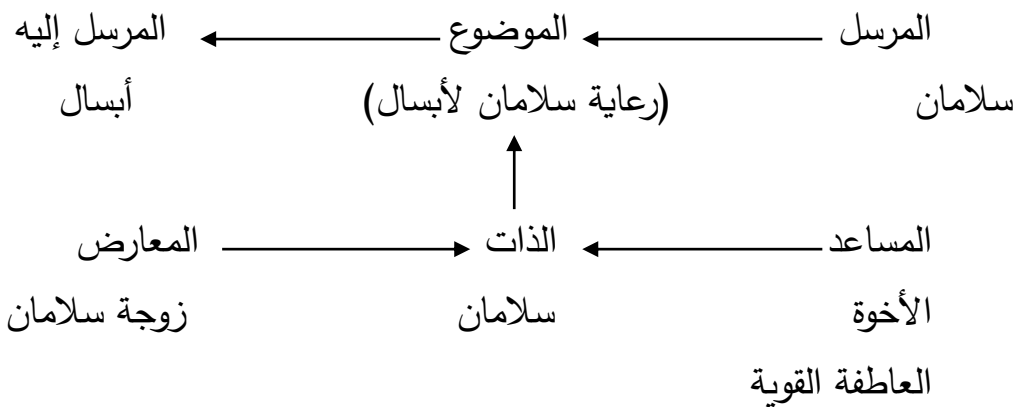 المرسل الموضوع المرسل إليه
سلامان (رعاية سلامان لأبسال) أبسال
المساعد الذات المعارض
الأخوة سلامان زوجة سلامان
العاطفة القوية